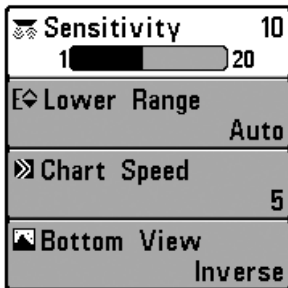 Sensitivity 10
1 20
Lower Range
Auto
Chart Speed
5
Bottom View
Inverse